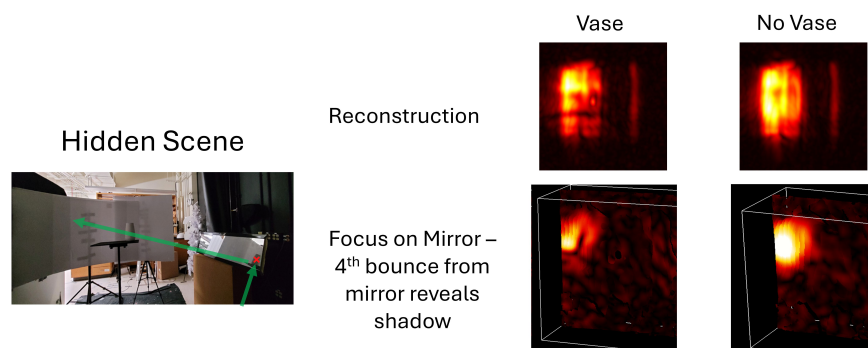 Vase
No Vase
Reconstruction
Hidden Scene
Focus on Mirror –
4th bounce from
mirror reveals
shadow